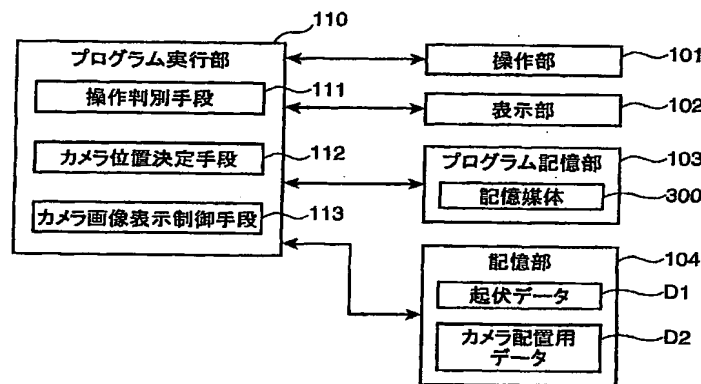 110
プログラム実行部
操作判別手段
111
カメラ位置決定手段
112
カメラ画像表示制御手段
113
操作部
101
表示部
102
プログラム記憶部
103
記憶媒体
300
記憶部
104
起伏データ
D1
カメラ配置用
データ
D2